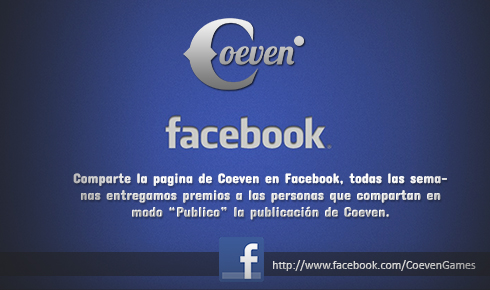 Coeven
facebook.
Comparte la pagina de Coeven en Facebook, todas las sema-
nas entregamos premios a las personas que compartan en
modo “Publico” la publicación de Coeven.
f http://www.facebook.com/CoevenGames